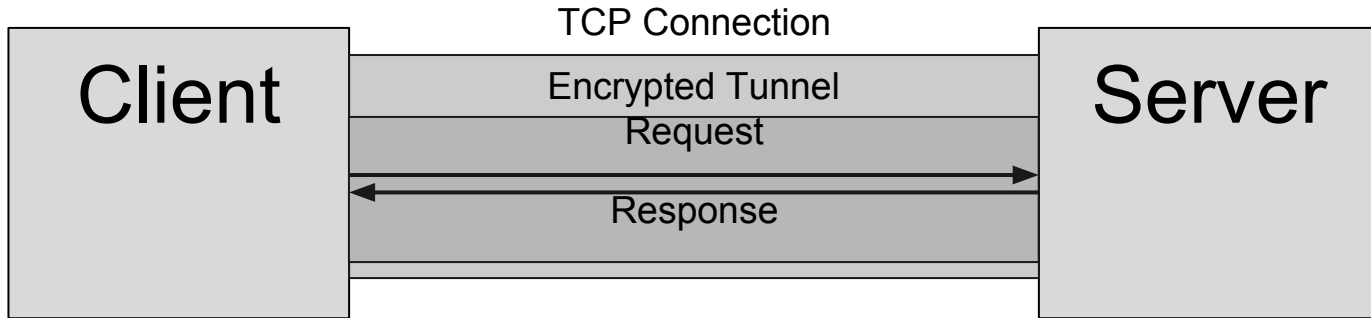 TCP Connection
Client
Encrypted Tunnel
Server
Request
Response